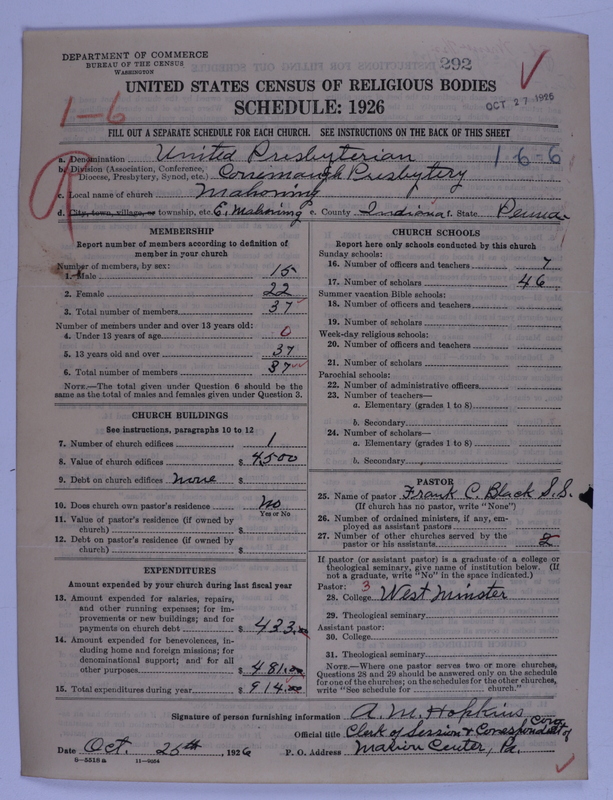 DEPARTMENT OF COMMERCE
BUREAU OF THE CENSUS
WASHINGTON
292
UNITED STATES CENSUS OF RELIGIOUS BODIES
SCHEDULE: 1926
OCT 27 1926
1-6
FILL OUT A SEPARATE SCHEDULE FOR EACH CHURCH. SEE INSTRUCTIONS ON THE BACK OF THIS SHEET
a. Denomination United Presbyterian 1-6-6
b. Division (Association, Conference, Diocese, Presbytery, Synod, etc.) Conemaugh Presbytery
c. Local name of church Mahoning
d. City, town, village, or township, etc. E. Mahoning e. County Indiana f. State Penna
MEMBERSHIP
Report number of members according to definition of
member in your church
Number of members, by sex:
1. Male 15
2. Female 22
3. Total number of members 37
Number of members under and over 13 years old:
4. Under 13 years of age 0
5. 13 years old and over 37
6. Total number of members 37
NOTE.—The total given under Question 6 should be the
same as the total of males and females given under Question 3.
CHURCH BUILDINGS
See instructions, paragraphs 10 to 12
7. Number of church edifices 1
8. Value of church edifices $ 4500
9. Debt on church edifices none $
10. Does church own pastor's residence No
Yes or No
11. Value of pastor's residence (if owned by
church) $
12. Debt on pastor's residence (if owned by
church) $
EXPENDITURES
Amount expended by your church during last fiscal year
13. Amount expended for salaries, repairs,
and other running expenses; for im-
provements or new buildings; and for
payments on church debt $ 433.00
14. Amount expended for benevolences, in-
cluding home and foreign missions; for
denominational support; and for all
other purposes $ 481.00
15. Total expenditures during year $ 914.00
CHURCH SCHOOLS
Report here only schools conducted by this church
Sunday schools:
16. Number of officers and teachers 7
17. Number of scholars 46
Summer vacation Bible schools:
18. Number of officers and teachers
19. Number of scholars
Week-day religious schools:
20. Number of officers and teachers
21. Number of scholars
Parochial schools:
22. Number of administrative officers
23. Number of teachers—
a. Elementary (grades 1 to 8)
b. Secondary
24. Number of scholars—
a. Elementary (grades 1 to 8)
b. Secondary
PASTOR
25. Name of pastor Frank C. Black S.S.
(If church has no pastor, write "None")
26. Number of ordained ministers, if any, em-
ployed as assistant pastors
27. Number of other churches served by the
pastor or his assistants 2
If pastor (or assistant pastor) is a graduate of a college or
theological seminary, give name of institution below. (If
not a graduate, write "No" in the space indicated.)
Pastor: 3
28. College West Minster
29. Theological seminary
Assistant pastor:
30. College
31. Theological seminary
NOTE.—Where one pastor serves two or more churches,
Questions 28 and 29 should be answered only on the schedule
for one of the churches; on the schedules for the other churches,
write "See schedule for church."
Signature of person furnishing information A. M. Hopkins
Official title Clerk of Session & Correspondent of Cong
Date Oct. 25th, 1926 P. O. Address Marion Center, Pa.
8-5518a 11-9284